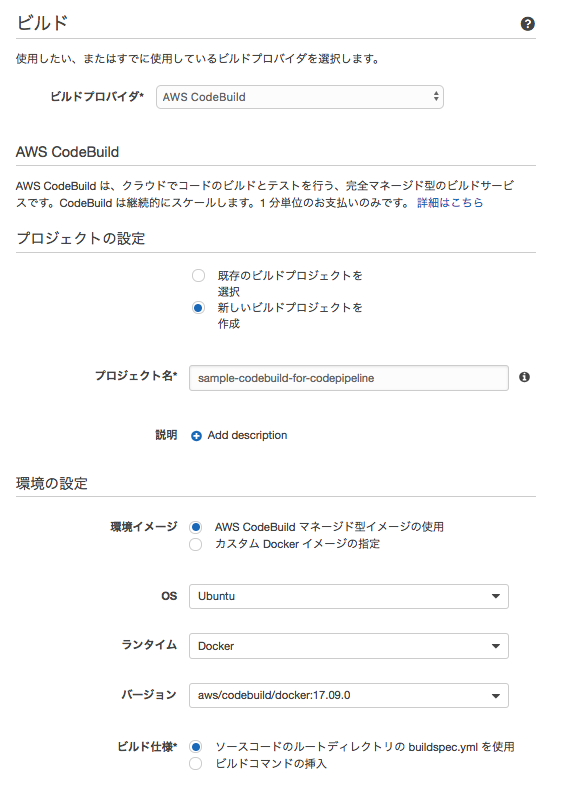 ビルド
使用したい、またはすでに使用しているビルドプロバイダを選択します。
ビルドプロバイダ* AWS CodeBuild
AWS CodeBuild
AWS CodeBuild は、クラウドでコードのビルドとテストを行う、完全マネージド型のビルドサービ
スです。CodeBuild は継続的にスケールします。1 分単位のお支払いのみです。 詳細はこちら
プロジェクトの設定
既存のビルドプロジェクトを
選択
新しいビルドプロジェクトを
作成
プロジェクト名* sample-codebuild-for-codepipeline
説明 Add description
環境の設定
環境イメージ AWS CodeBuild マネージド型イメージの使用
カスタム Docker イメージの指定
OS Ubuntu
ランタイム Docker
バージョン aws/codebuild/docker:17.09.0
ビルド仕様* ソースコードのルートディレクトリの buildspec.yml を使用
ビルドコマンドの挿入